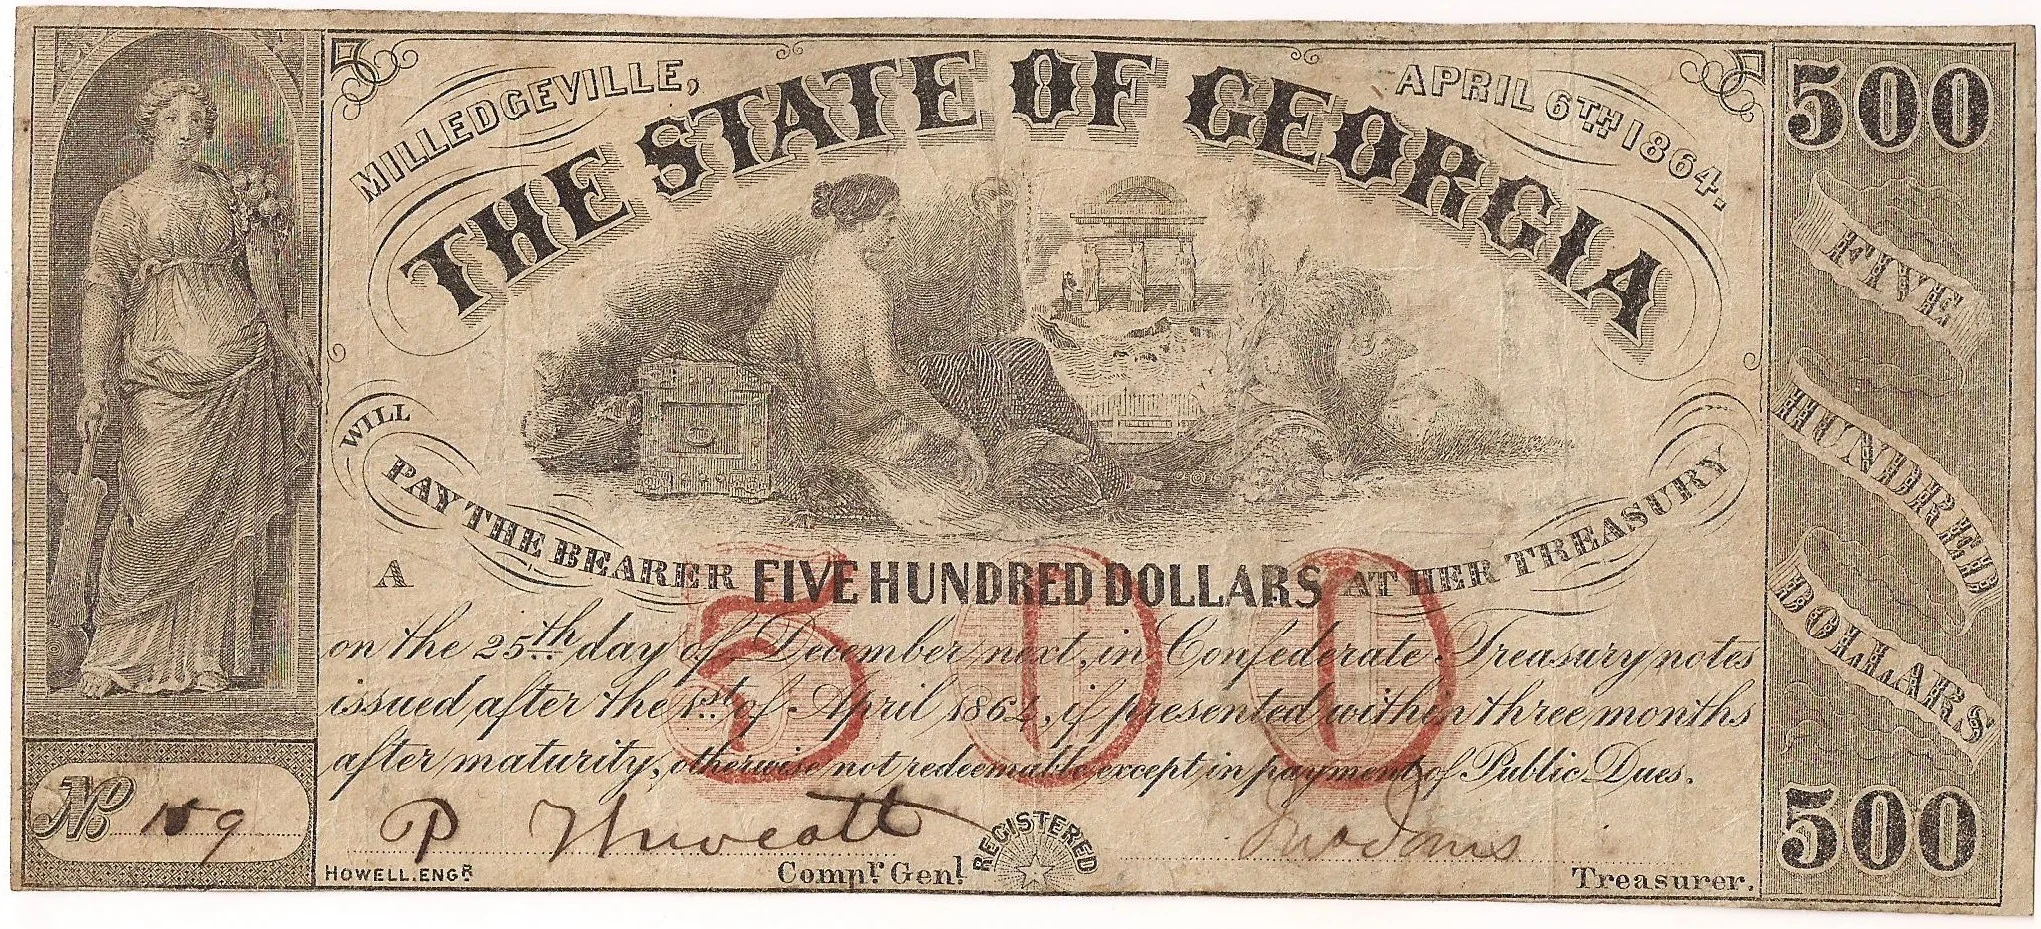 MILLEDGEVILLE,
APRIL 6TH 1864.
THE STATE OF GEORGIA
500
FIVE
HUNDRED
DOLLARS
500
WILL
PAY THE BEARER FIVE HUNDRED DOLLARS AT HER TREASURY
A
500
on the 25th day of December next, in Confederate Treasury notes
issued after the 1st of April 1864, if presented within three months
after maturity, otherwise not redeemable except in payment of Public Dues.
No 159
P
HOWELL. ENGR
Compr. Genl.
REGISTERED
Treasurer.